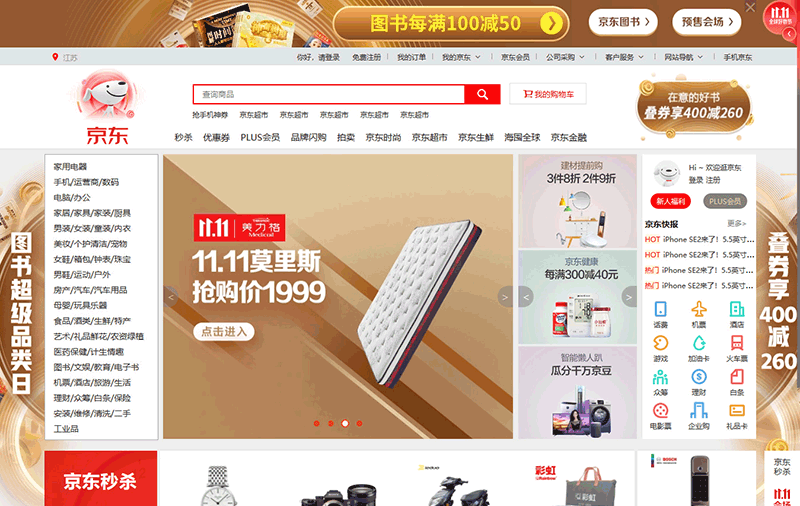 图书每满100减50
京东图书
预售会场
11.11
江苏
你好，请登录 免费注册 我的订单 我的京东 京东会员 公司采购 客户服务 网站导航 手机京东
京东
查询商品
我的购物车
抢手机神券 京东超市 京东超市 京东超市 京东超市
秒杀 优惠券 PLUS会员 品牌闪购 拍卖 京东时尚 京东超市 京东生鲜 海囤全球 京东金融
在意的好书
叠券享400减260
图书超级品类日
家用电器
手机/运营商/数码
电脑/办公
家居/家具/家装/厨具
男装/女装/童装/内衣
美妆/个护清洁/宠物
女鞋/箱包/钟表/珠宝
男鞋/运动/户外
房产/汽车/汽车用品
母婴/玩具乐器
食品/酒类/生鲜/特产
艺术/礼品鲜花/农资绿植
医药保健/计生情趣
图书/文娱/教育/电子书
机票/酒店/旅游/生活
理财/众筹/白条/保险
安装/维修/清洗/二手
工业品
11.11
美力格
Medicoil
11.11莫里斯
抢购价1999
点击进入
建材提前购
3件8折 2件9折
京东健康
每满300减40元
智能懒人趴
瓜分千万京豆
Hi ~ 欢迎逛京东
登录 注册
新人福利
PLUS会员
京东快报 更多>
HOT iPhone SE2来了！5.5英寸...
HOT iPhone SE2来了！5.5英寸...
热门 iPhone SE2来了！5.5英寸...
热门 iPhone SE2来了！5.5英寸...
话费 机票 酒店
游戏 加油卡 火车票
众筹 理财 白条
电影票 企业购 礼品卡
叠券享400减260
京东秒杀
彩虹
Rainbow
BOSCH
京东
秒杀
11.11